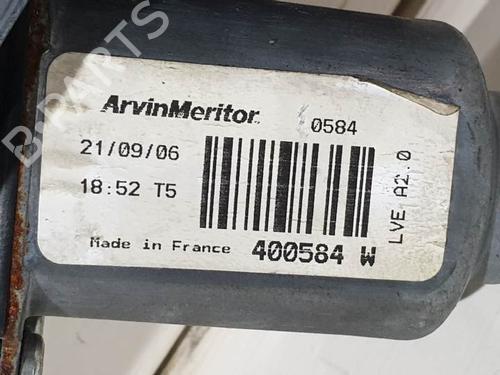 ArvinMeritor 0584
21/09/06
18:52 T5
Made in France 400584 W
LVE A2.0
B-PARTS